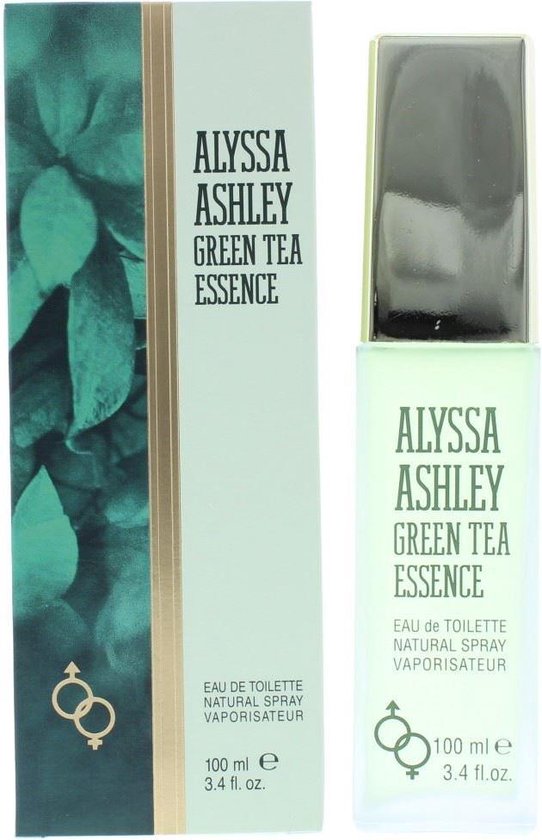 ALYSSA
ASHLEY
GREEN TEA
ESSENCE
EAU DE TOILETTE
NATURAL SPRAY
VAPORISATEUR
100 ml e
3.4 fl.oz.
ALYSSA
ASHLEY
GREEN TEA
ESSENCE
EAU de TOILETTE
NATURAL SPRAY
VAPORISATEUR
100 ml e
3.4 fl.oz.